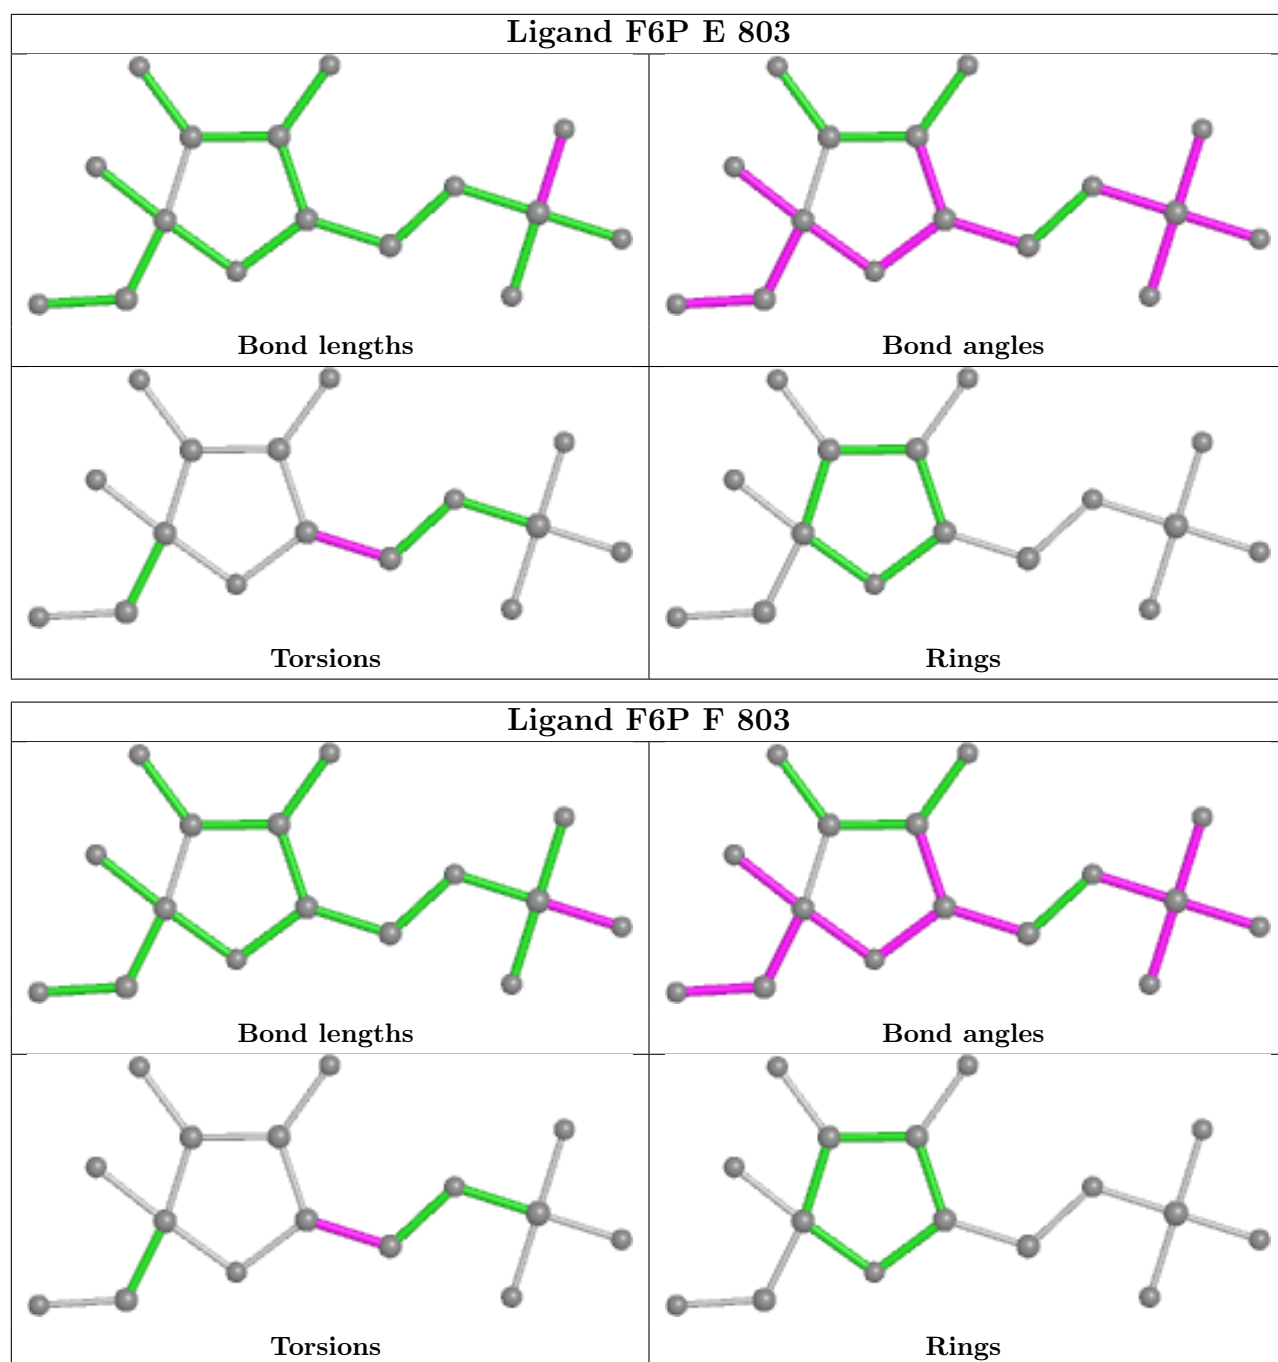 Ligand F6P E 803
Bond lengths
Bond angles
Torsions
Rings
Ligand F6P F 803
Bond lengths
Bond angles
Torsions
Rings